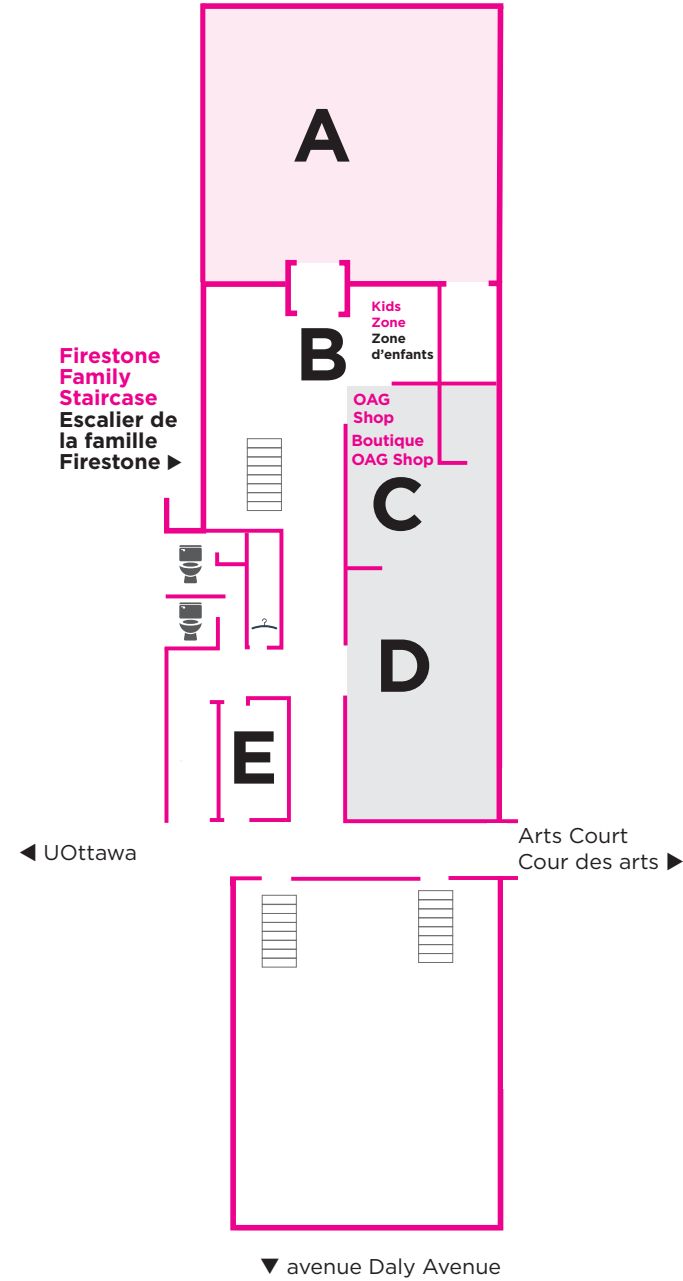 A
B
Kids
Zone
Zone
d’enfants
Firestone
Family
Staircase
Escalier de
la famille
Firestone ▶
OAG
Shop
Boutique
OAG Shop
C
?
D
E
◀ UOttawa
Arts Court
Cour des arts ▶
▼ avenue Daly Avenue